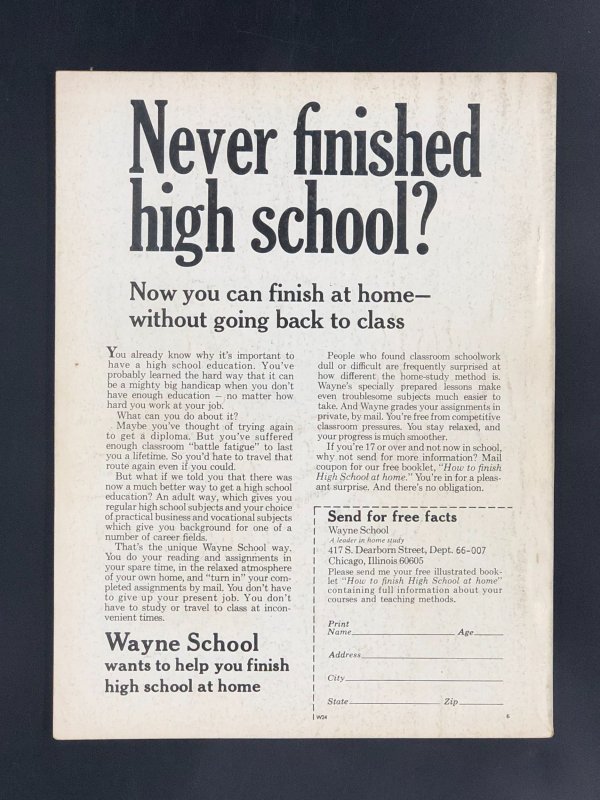 Never finished
high school?
Now you can finish at home—
without going back to class
You already know why it's important to
have a high school education. You've
probably learned the hard way that it can
be a mighty big handicap when you don't
have enough education — no matter how
hard you work at your job.
What can you do about it?
Maybe you've thought of trying again
to get a diploma. But you've suffered
enough classroom "battle fatigue" to last
you a lifetime. So you'd hate to travel that
route again even if you could.
But what if we told you that there was
now a much better way to get a high school
education? An adult way, which gives you
regular high school subjects and your choice
of practical business and vocational subjects
which give you background for one of a
number of career fields.
That's the unique Wayne School way.
You do your reading and assignments in
your spare time, in the relaxed atmosphere
of your own home, and "turn in" your com-
pleted assignments by mail. You don't have
to give up your present job. You don't
have to study or travel to class at incon-
venient times.
Wayne School
wants to help you finish
high school at home
People who found classroom schoolwork
dull or difficult are frequently surprised at
how different the home-study method is.
Wayne's specially prepared lessons make
even troublesome subjects much easier to
take. And Wayne grades your assignments in
private, by mail. You're free from competitive
classroom pressures. You stay relaxed, and
your progress is much smoother.
If you're 17 or over and not now in school,
why not send for more information? Mail
coupon for our free booklet, "How to finish
High School at home." You're in for a pleas-
ant surprise. And there's no obligation.
Send for free facts
Wayne School
A leader in home study
417 S. Dearborn Street, Dept. 66-007
Chicago, Illinois 60605
Please send me your free illustrated book-
let "How to finish High School at home"
containing full information about your
courses and teaching methods.
Print
Name Age
Address
City
State Zip
W24 6